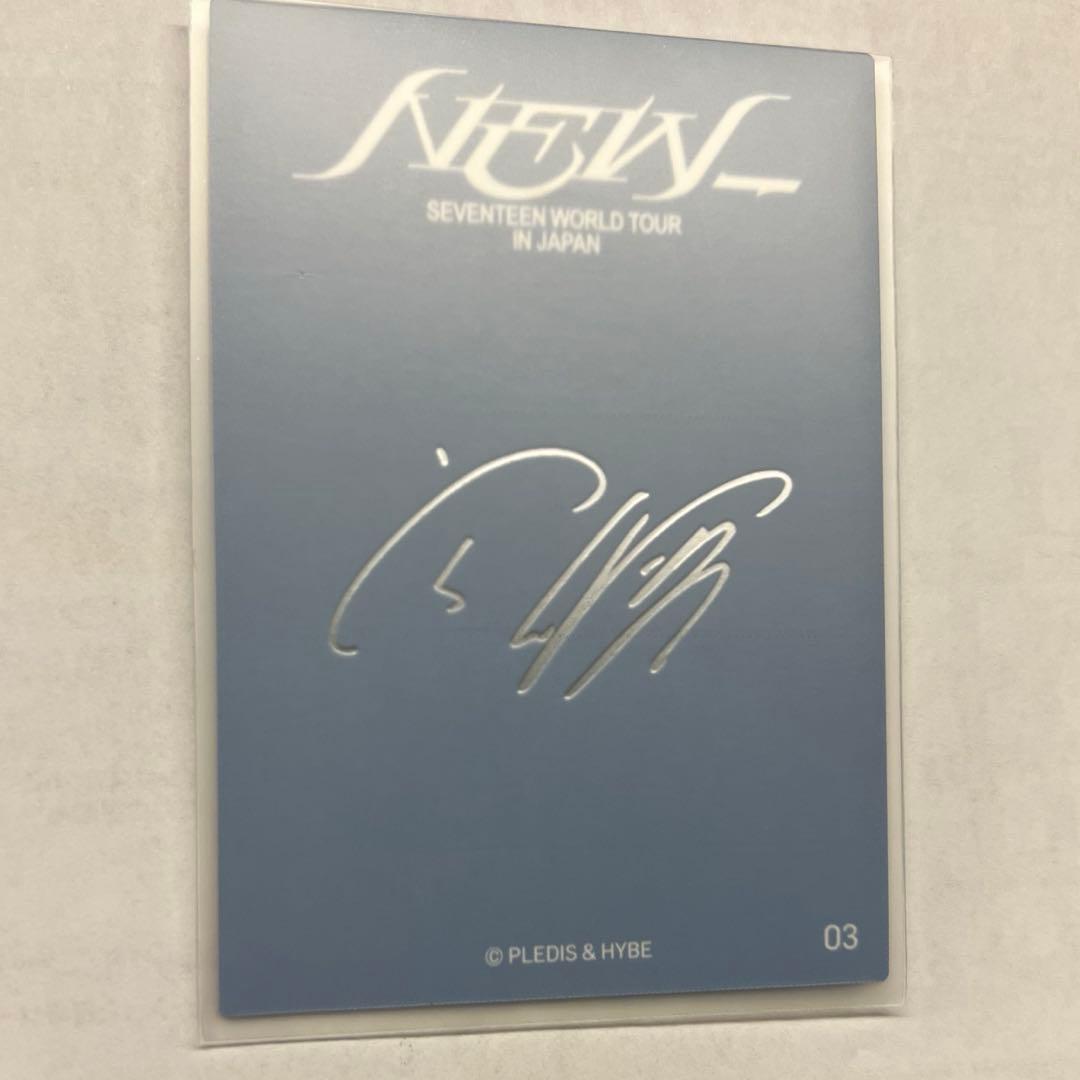 NEW_
SEVENTEEN WORLD TOUR
IN JAPAN
© PLEDIS & HYBE
03